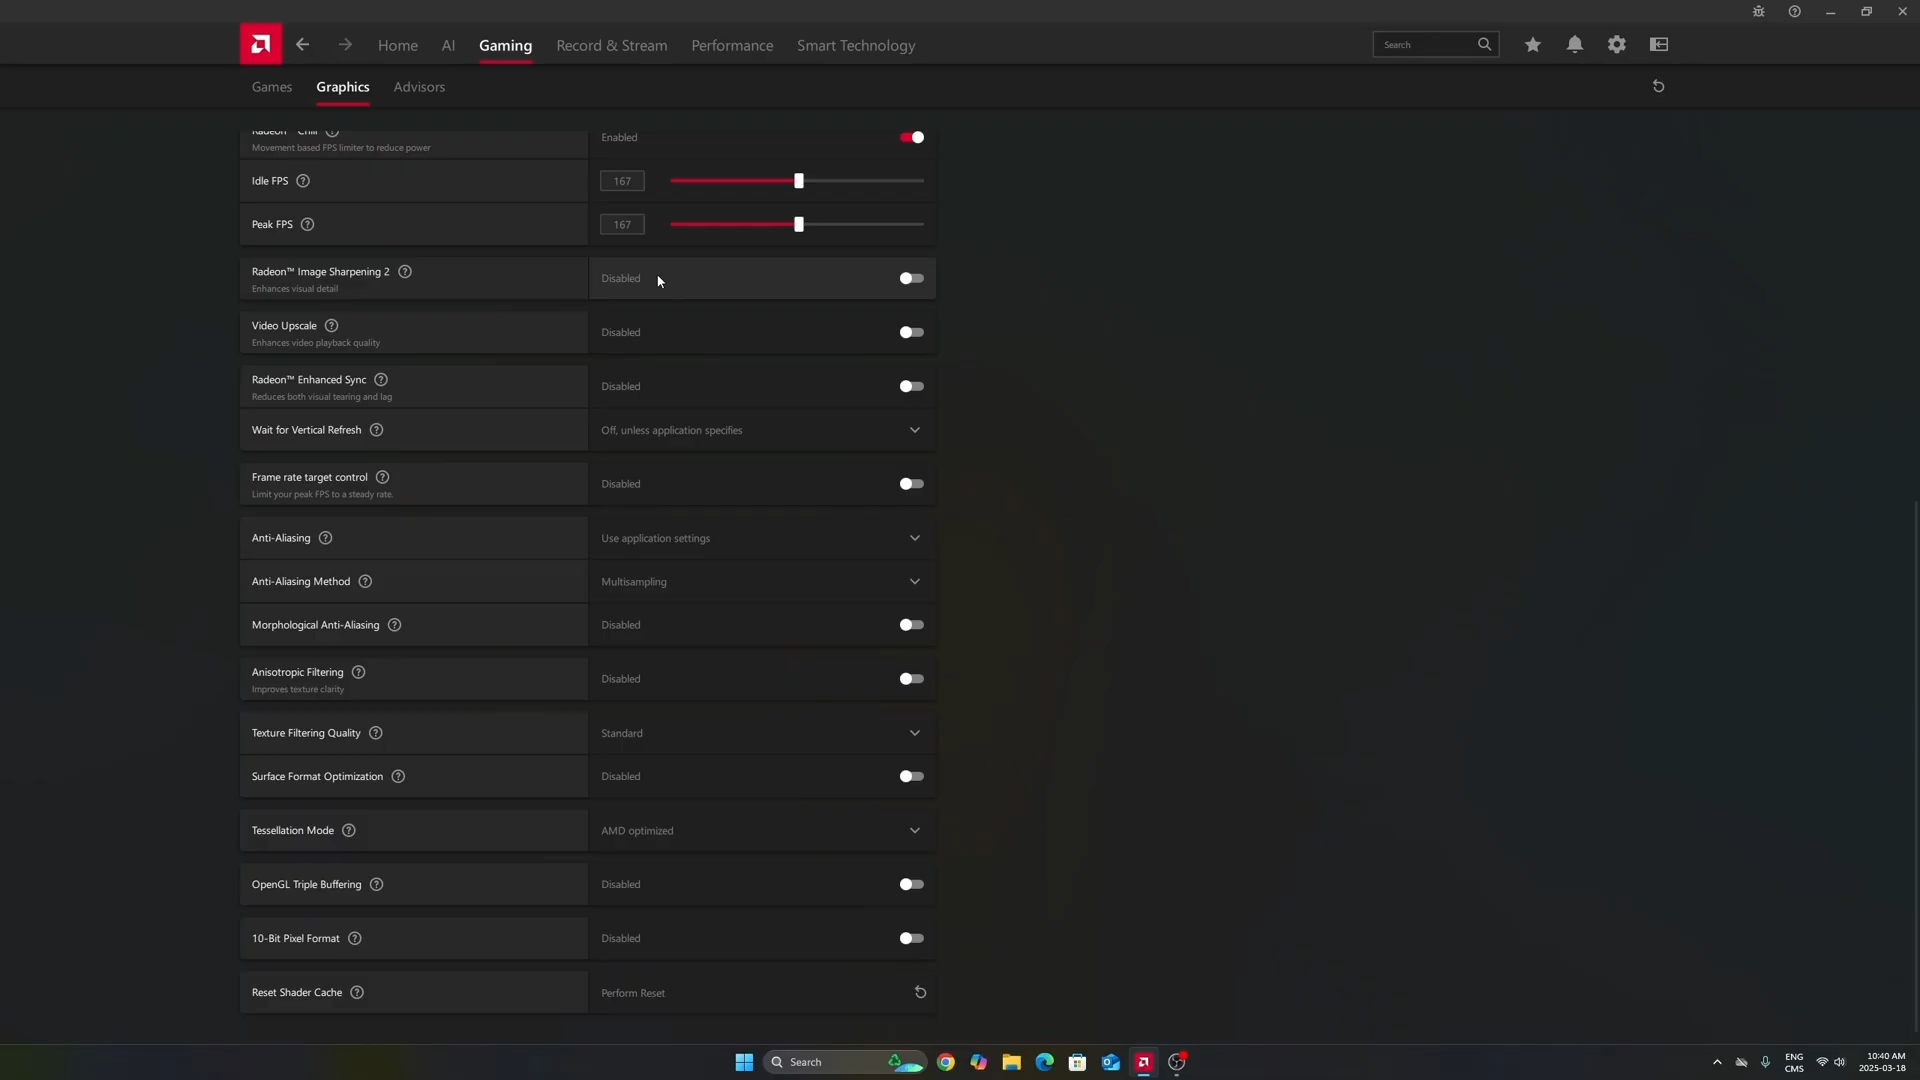 Home
AI
Gaming
Record & Stream
Performance
Smart Technology
Search
Games
Graphics
Advisors
Radeon™ Chill
Enabled
Movement based FPS limiter to reduce power
Idle FPS
167
Peak FPS
167
Radeon™ Image Sharpening 2
Disabled
Enhances visual detail
Video Upscale
Disabled
Enhances video playback quality
Radeon™ Enhanced Sync
Disabled
Reduces both visual tearing and lag
Wait for Vertical Refresh
Off, unless application specifies
Frame rate target control
Disabled
Limit your peak FPS to a steady rate.
Anti-Aliasing
Use application settings
Anti-Aliasing Method
Multisampling
Morphological Anti-Aliasing
Disabled
Anisotropic Filtering
Disabled
Improves texture clarity
Texture Filtering Quality
Standard
Surface Format Optimization
Disabled
Tessellation Mode
AMD optimized
OpenGL Triple Buffering
Disabled
10-Bit Pixel Format
Disabled
Reset Shader Cache
Perform Reset
Search
ENG
CMS
10:40 AM
2025-03-18